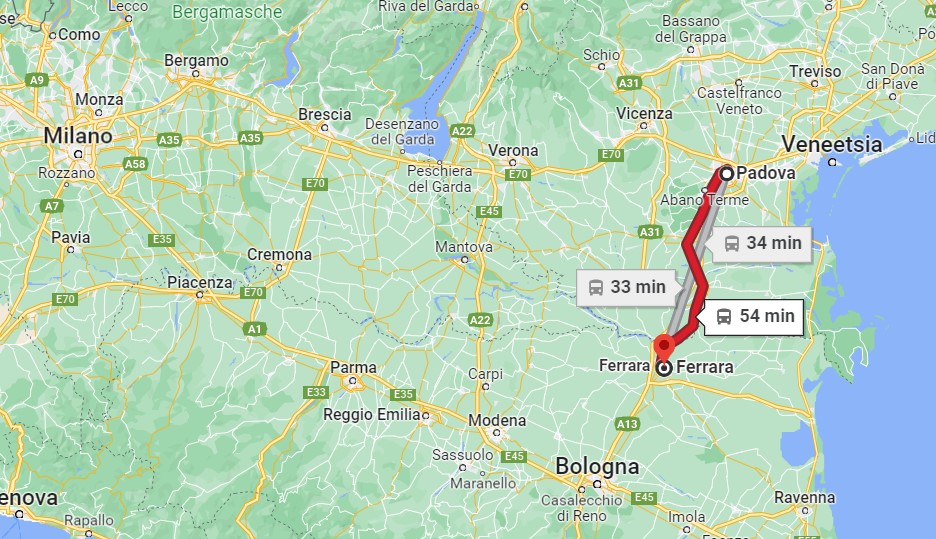 Lecco
Bergamasche
Riva del Garda
Como
Bassano
del Grappa
Bergamo
Schio
A9
A31
Treviso
San Donà
di Piave
Monza
Castelfranco
Veneto
Brescia
Vicenza
Desenzano
del Garda
Milano
A35
A35
A22
Verona
E70
Veneetsia
Lid
A58
Peschiera
del Garda
E70
Padova
Rozzano
E70
Abano Terme
A7
E45
Pavia
E35
A31
34 min
Mantova
Cremona
Piacenza
E70
33 min
E70
54 min
A1
A22
Parma
Carpi
Ferrara
Ferrara
E33
E35
Reggio Emilia
Modena
A13
Sassuolo
E45
Maranello
Bologna
enova
Casalecchio
di Reno
E45
Ravenna
Rapallo
Imola